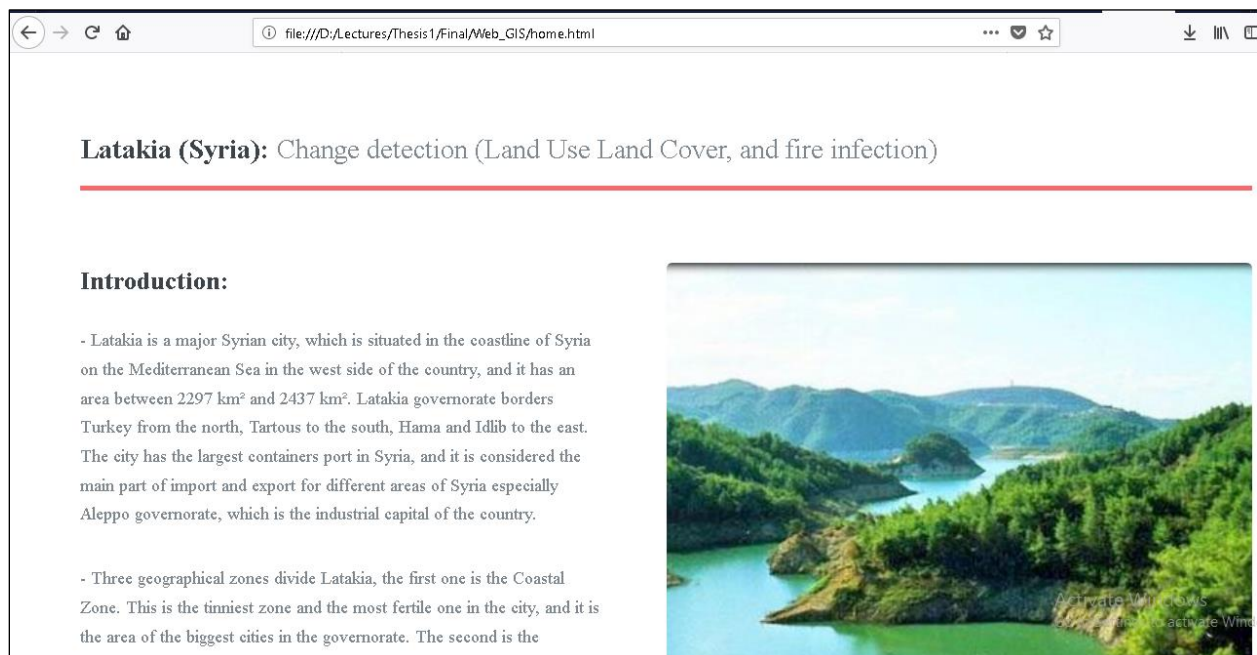 file:///D:/Lectures/Thesis1/Final/Web_GIS/home.html
Latakia (Syria): Change detection (Land Use Land Cover, and fire infection)
Introduction:
- Latakia is a major Syrian city, which is situated in the coastline of Syria
on the Mediterranean Sea in the west side of the country, and it has an
area between 2297 km² and 2437 km². Latakia governorate borders
Turkey from the north, Tartous to the south, Hama and Idlib to the east.
The city has the largest containers port in Syria, and it is considered the
main part of import and export for different areas of Syria especially
Aleppo governorate, which is the industrial capital of the country.
- Three geographical zones divide Latakia, the first one is the Coastal
Zone. This is the tinniest zone and the most fertile one in the city, and it is
the area of the biggest cities in the governorate. The second is the
Activate Windows
to activate Wind